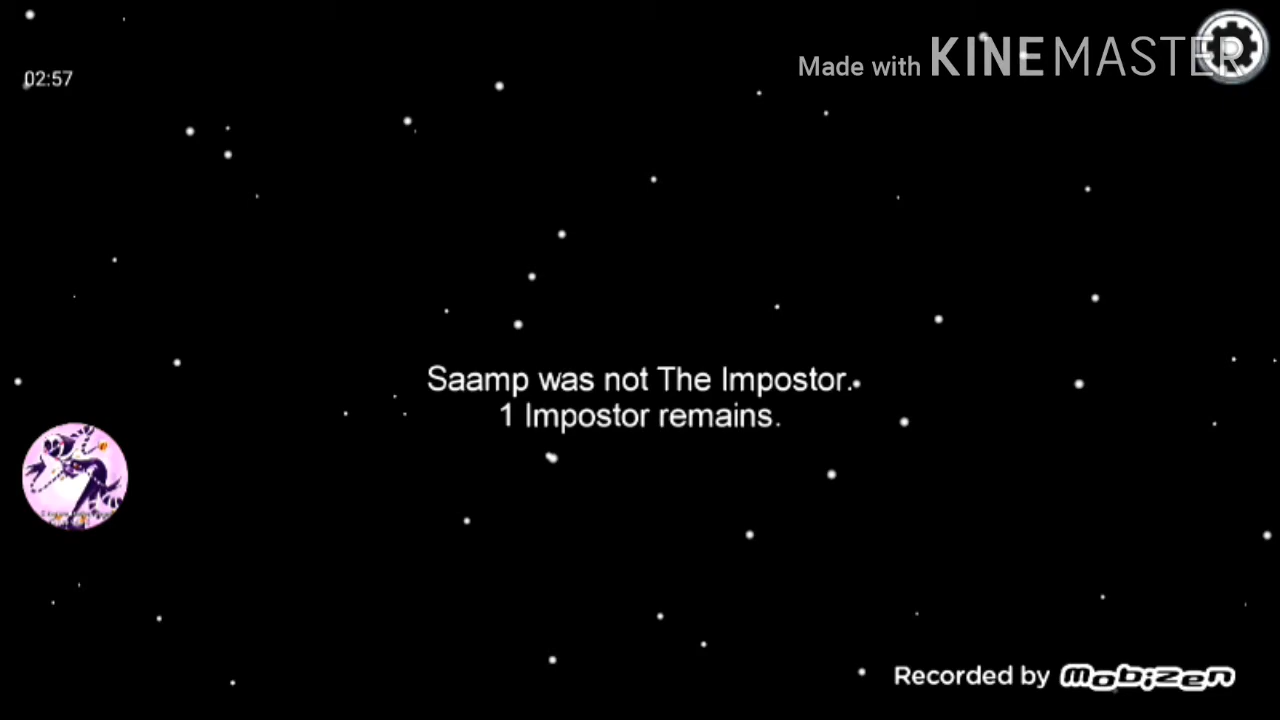 Made with KINEMASTER
02:57
Saamp was not The Impostor.
1 Impostor remains.
Recorded by mobizen